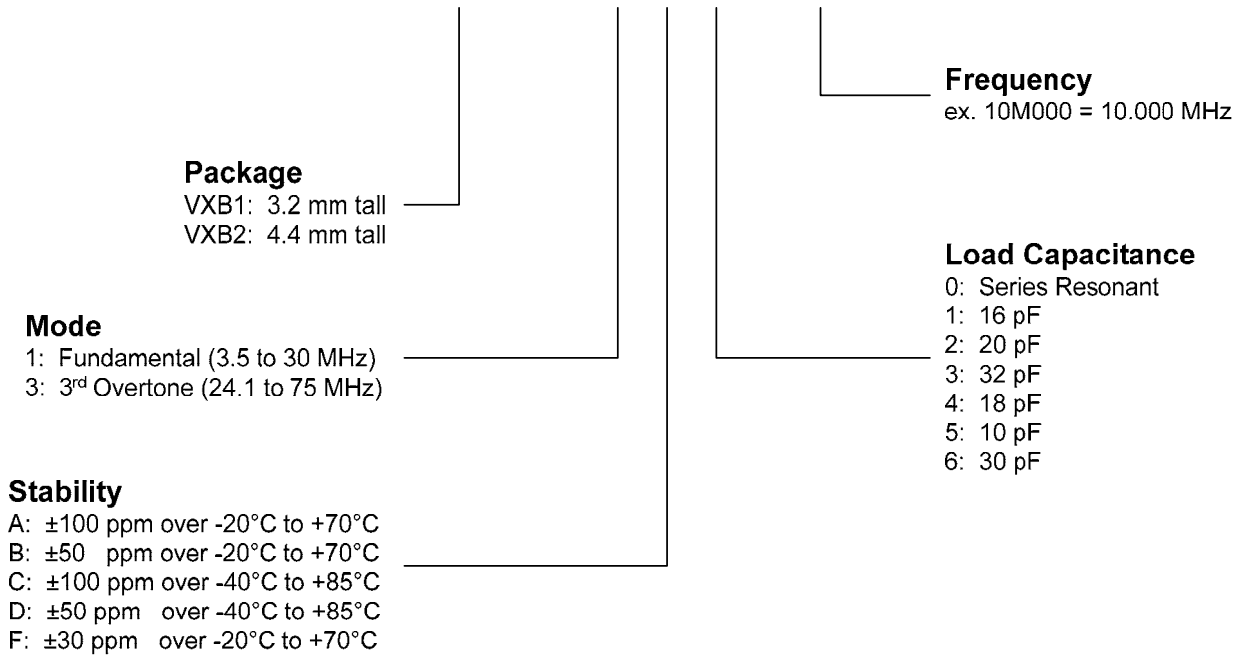 Frequency
ex. 10M000 = 10.000 MHz
Package
VXB1: 3.2 mm tall
VXB2: 4.4 mm tall
Load Capacitance
0: Series Resonant
1: 16 pF
2: 20 pF
3: 32 pF
4: 18 pF
5: 10 pF
6: 30 pF
Mode
1: Fundamental (3.5 to 30 MHz)
3: 3rd Overtone (24.1 to 75 MHz)
Stability
A: ±100 ppm over -20°C to +70°C
B: ±50 ppm over -20°C to +70°C
C: ±100 ppm over -40°C to +85°C
D: ±50 ppm over -40°C to +85°C
F: ±30 ppm over -20°C to +70°C